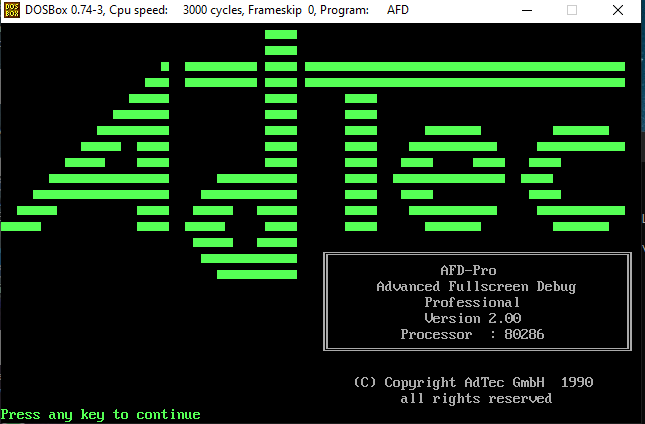 DOSBox 0.74-3, Cpu speed: 3000 cycles, Frameskip 0, Program: AFD
AdTec
AFD-Pro
Advanced Fullscreen Debug
Professional
Version 2.00
Processor : 80286
(C) Copyright AdTec GmbH 1990
all rights reserved
Press any key to continue